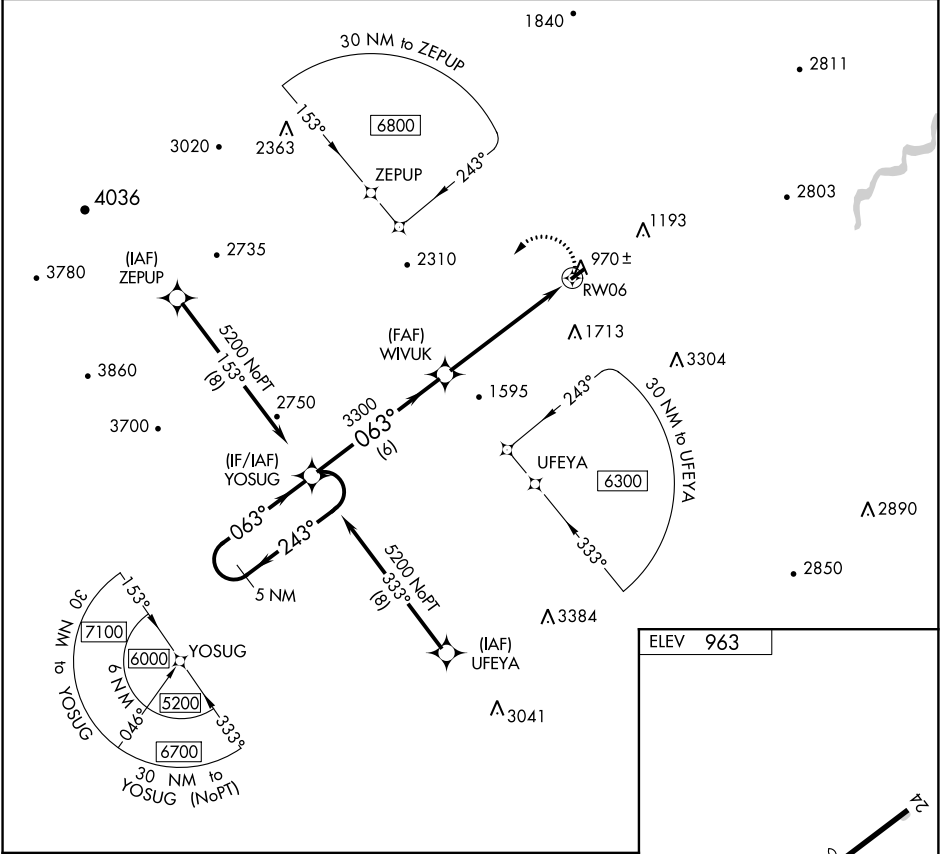 1840
30 NM to ZEPUP
2811
153°
6800
3020
2363
243°
ZEPUP
4036
2803
1193
2735
(IAF)
ZEPUP
2310
970 ±
3780
RW06
5200 NoPT
153°
(8)
(FAF)
WIVUK
1713
3304
3860
2750
3300
063°
(6)
1595
243°
30 NM to UFEYA
3700
(IF/IAF)
YOSUG
UFEYA
6300
063°
243°
2890
333°
5 NM
5200 NoPT
333°
(8)
2850
153°
30 NM to YOSUG
7100
6000
YOSUG
6 NM
5200
046°
333°
6700
30 NM to
YOSUG (NoPT)
3384
(IAF)
UFEYA
3041
ELEV 963
24